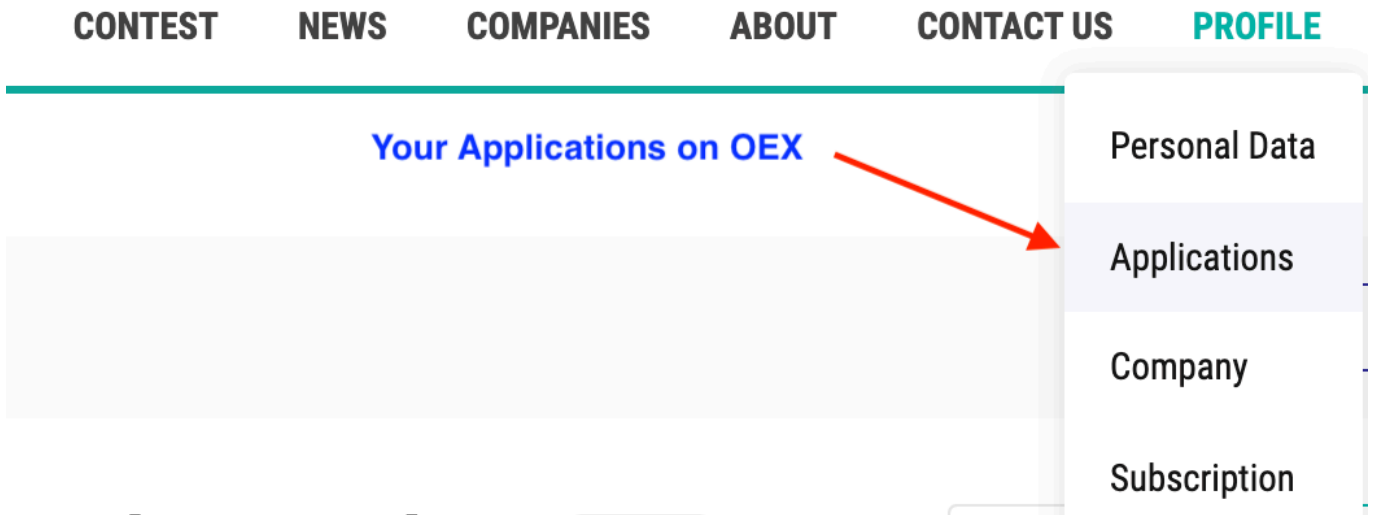 CONTEST NEWS COMPANIES ABOUT CONTACT US PROFILE
Your Applications on OEX
Personal Data
Applications
Company
Subscription